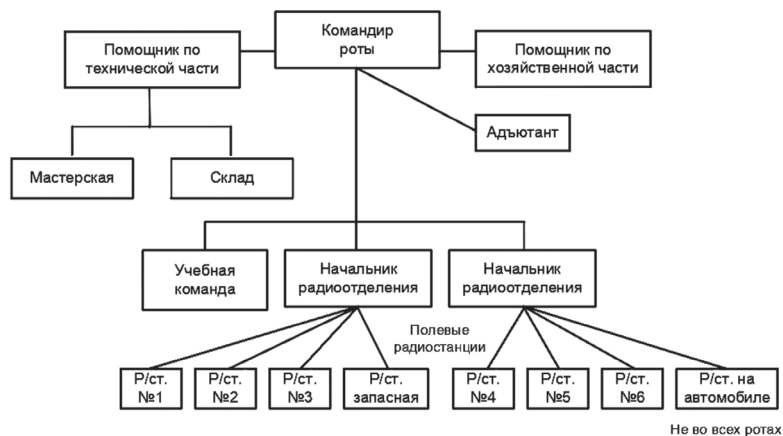 Командир
роты
Помощник по
технической части
Помощник по
хозяйственной части
Адъютант
Мастерская
Склад
Учебная
команда
Начальник
радиоотделения
Начальник
радиоотделения
Полевые
радиостанции
Р/ст.
№1
Р/ст.
№2
Р/ст.
№3
Р/ст.
запасная
Р/ст.
№4
Р/ст.
№5
Р/ст.
№6
Р/ст. на
автомобиле
Не во всех ротах